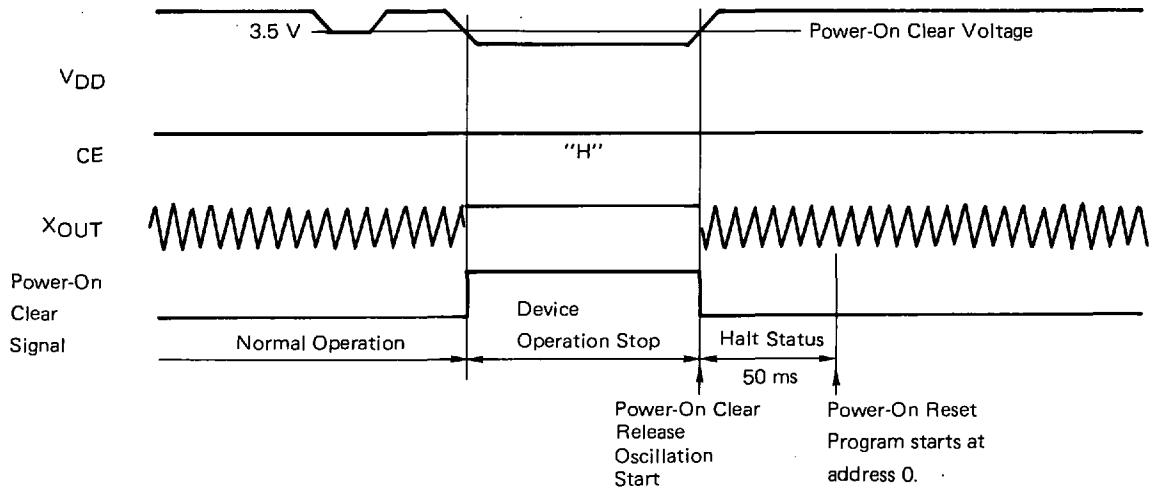 3.5 V
Power-On Clear Voltage
VDD
CE
"H"
XOUT
Power-On
Clear
Signal
Device
Operation Stop
Normal Operation
Halt Status
50 ms
Power-On Clear
Release
Oscillation
Start
Power-On Reset
Program starts at
address 0.